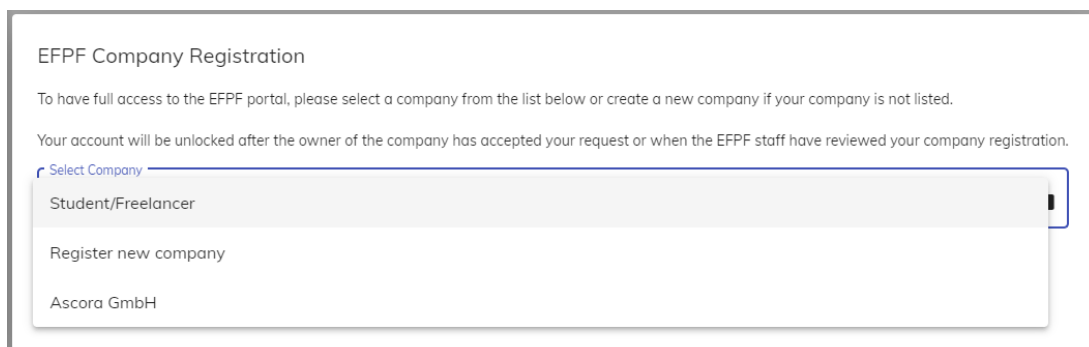 EFPF Company Registration
To have full access to the EFPF portal, please select a company from the list below or create a new company if your company is not listed.
Your account will be unlocked after the owner of the company has accepted your request or when the EFPF staff have reviewed your company registration.
Select Company
Student/Freelancer
Register new company
Ascora GmbH